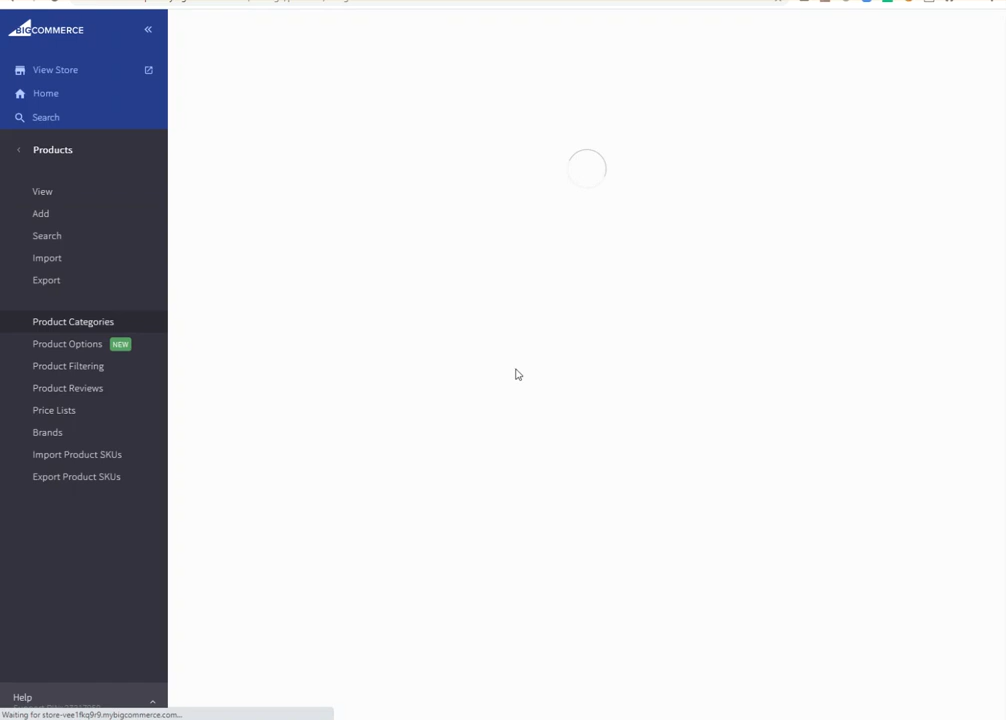 BIGCOMMERCE
View Store
Home
Search
Products
View
Add
Search
Import
Export
Product Categories
Product Options NEW
Product Filtering
Product Reviews
Price Lists
Brands
Import Product SKUs
Export Product SKUs
Help
Waiting for store-vee1fkq9r9.mybigcommerce.com...